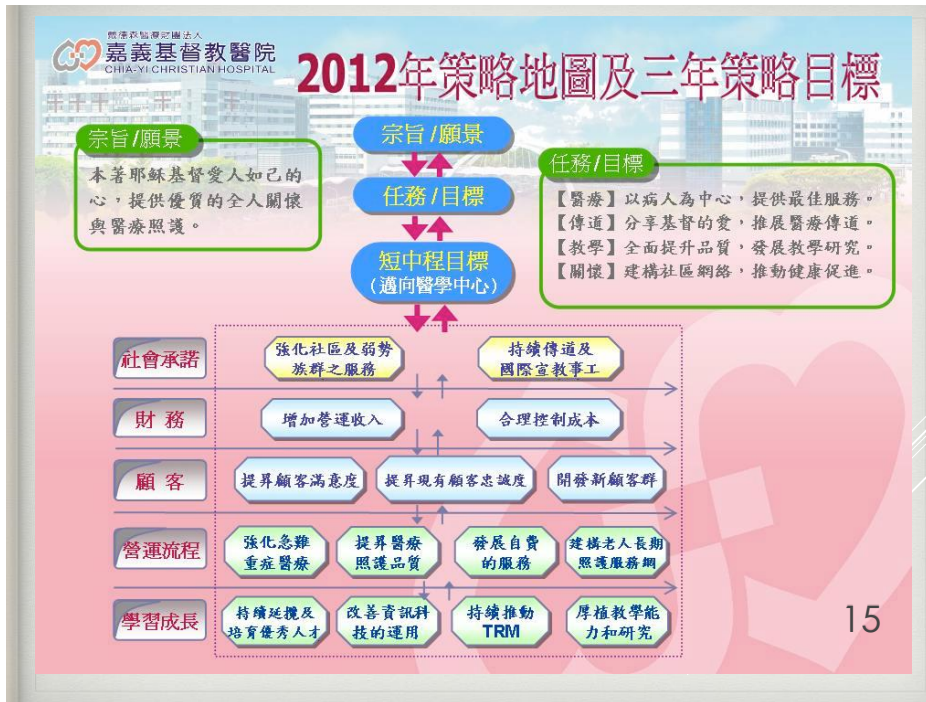 戴德森醫療財團法人
嘉義基督教醫院
CHIA-YI CHRISTIAN HOSPITAL
2012年策略地圖及三年策略目標
宗旨/願景
本著耶穌基督愛人如己的
心，提供優質的全人關懷
與醫療照護。
宗旨/願景
任務/目標
短中程目標
(邁向醫學中心)
任務/目標
【醫療】以病人為中心，提供最佳服務。
【傳道】分享基督的愛，推展醫療傳道。
【教學】全面提升品質，發展教學研究。
【關懷】建構社區網絡，推動健康促進。
社會承諾
強化社區及弱勢
族群之服務
持續傳道及
國際宣教事工
財務
增加營運收入
合理控制成本
顧客
提昇顧客滿意度
提昇現有顧客忠誠度
開發新顧客群
營運流程
強化急難
重症醫療
提昇醫療
照護品質
發展自費
的服務
建構老人長期
照護服務網
學習成長
持續延攬及
培育優秀人才
改善資訊科
技的運用
持續推動
TRM
厚植教學能
力和研究
15